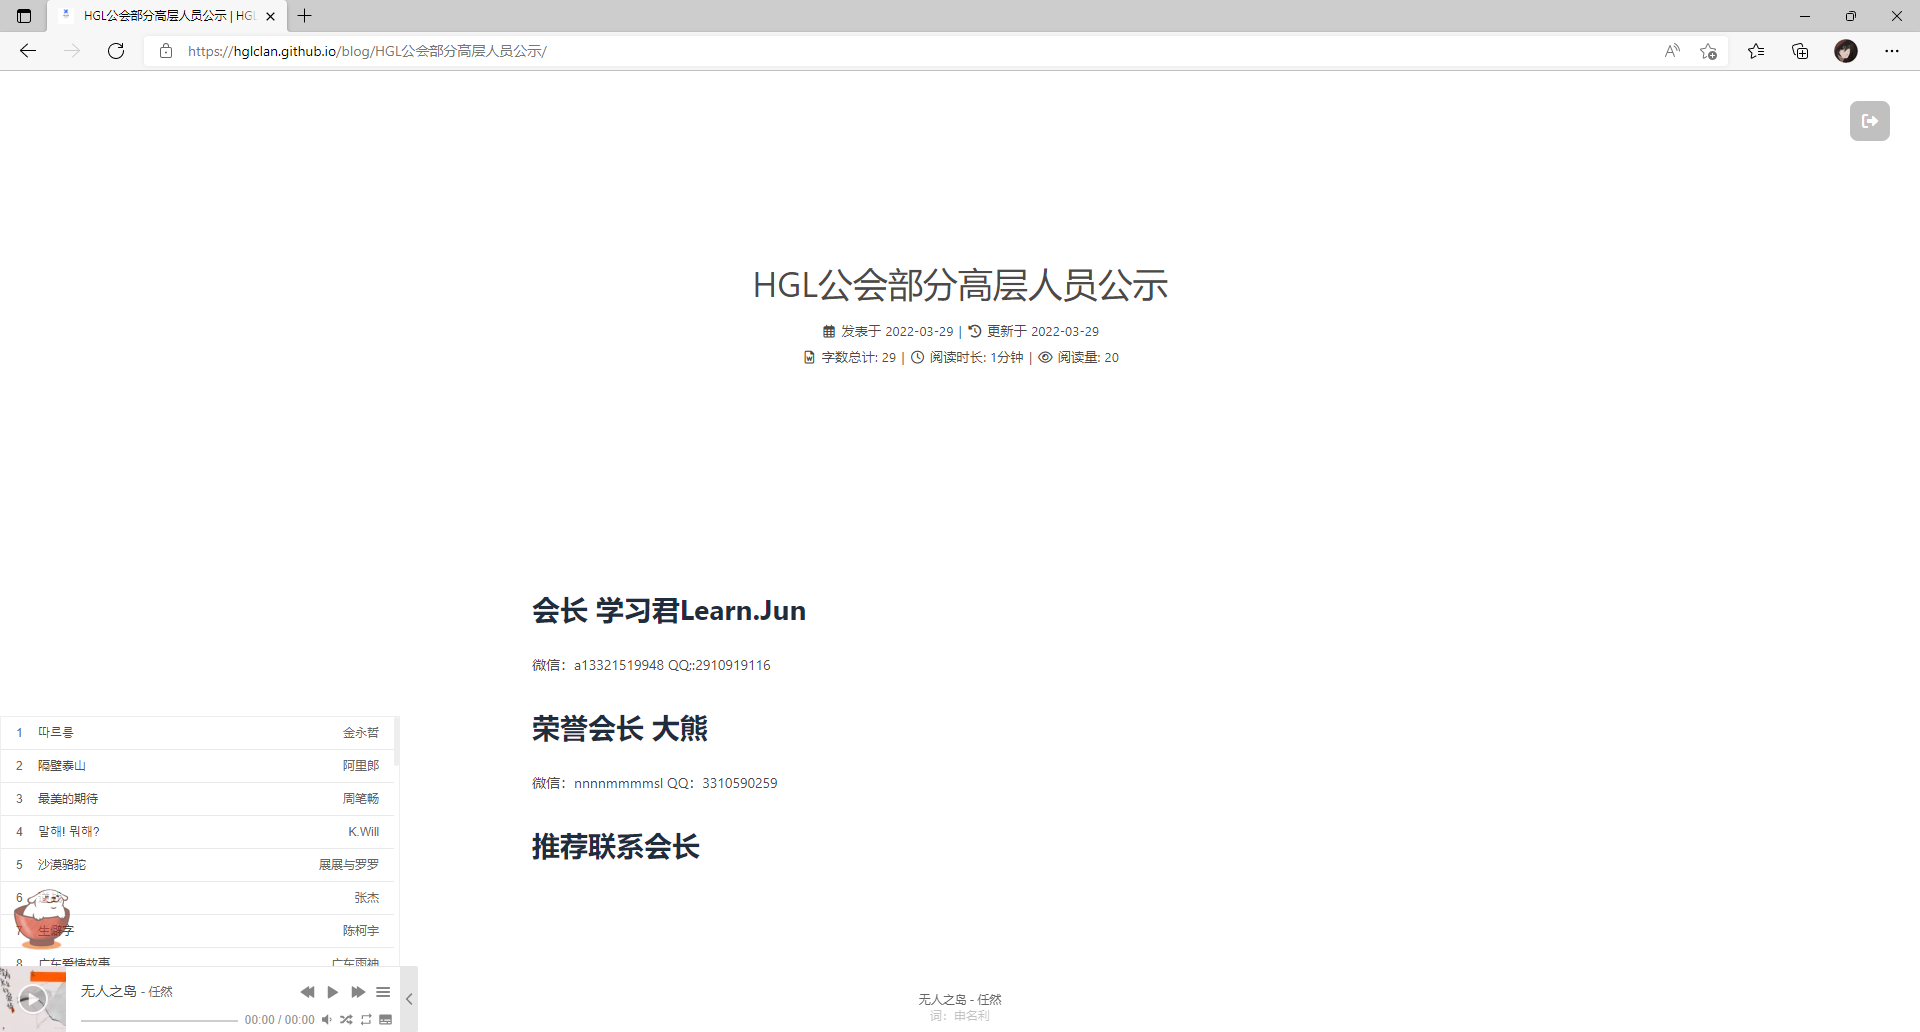 HGL公会部分高层人员公示 | HGL
https://hglclan.github.io/blog/HGL公会部分高层人员公示/
HGL公会部分高层人员公示
发表于 2022-03-29 | 更新于 2022-03-29
字数总计: 29 | 阅读时长: 1分钟 | 阅读量: 20
会长 学习君Learn.Jun
微信：a13321519948 QQ;:2910919116
荣誉会长 大熊
微信：nnnnmmmmsl QQ：3310590259
推荐联系会长
1 따르릉 金永哲
2 隔壁泰山 阿里郎
3 最美的期待 周笔畅
4 말해! 뭐해? K.Will
5 沙漠骆驼 展展与罗罗
6 张杰
7 生僻字 陈柯宇
8 广东爱情故事 广东雨神
无人之岛 - 任然
00:00 / 00:00
无人之岛 - 任然
词：申名利